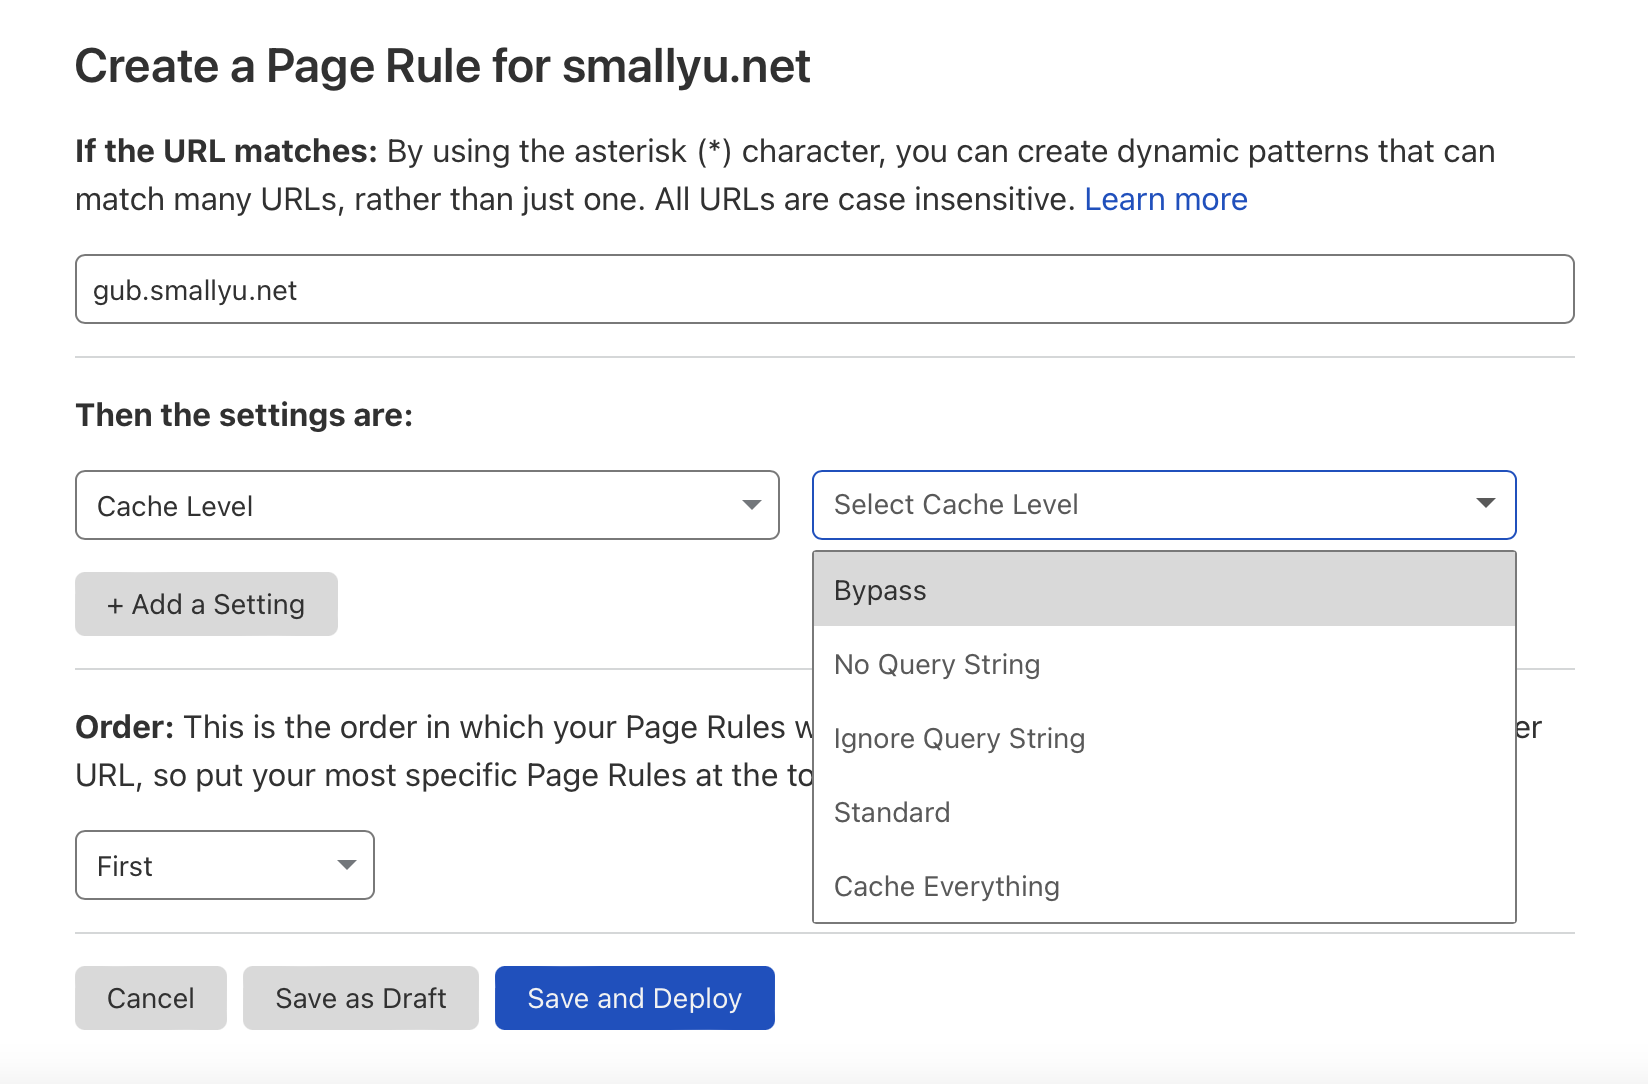 Create a Page Rule for smallyu.net
If the URL matches: By using the asterisk (*) character, you can create dynamic patterns that can
match many URLs, rather than just one. All URLs are case insensitive. Learn more
gub.smallyu.net
Then the settings are:
Cache Level
Select Cache Level
+ Add a Setting
Bypass
No Query String
Ignore Query String
Standard
Cache Everything
Order: This is the order in which your Page Rules
URL, so put your most specific Page Rules at the
First
Cancel
Save as Draft
Save and Deploy